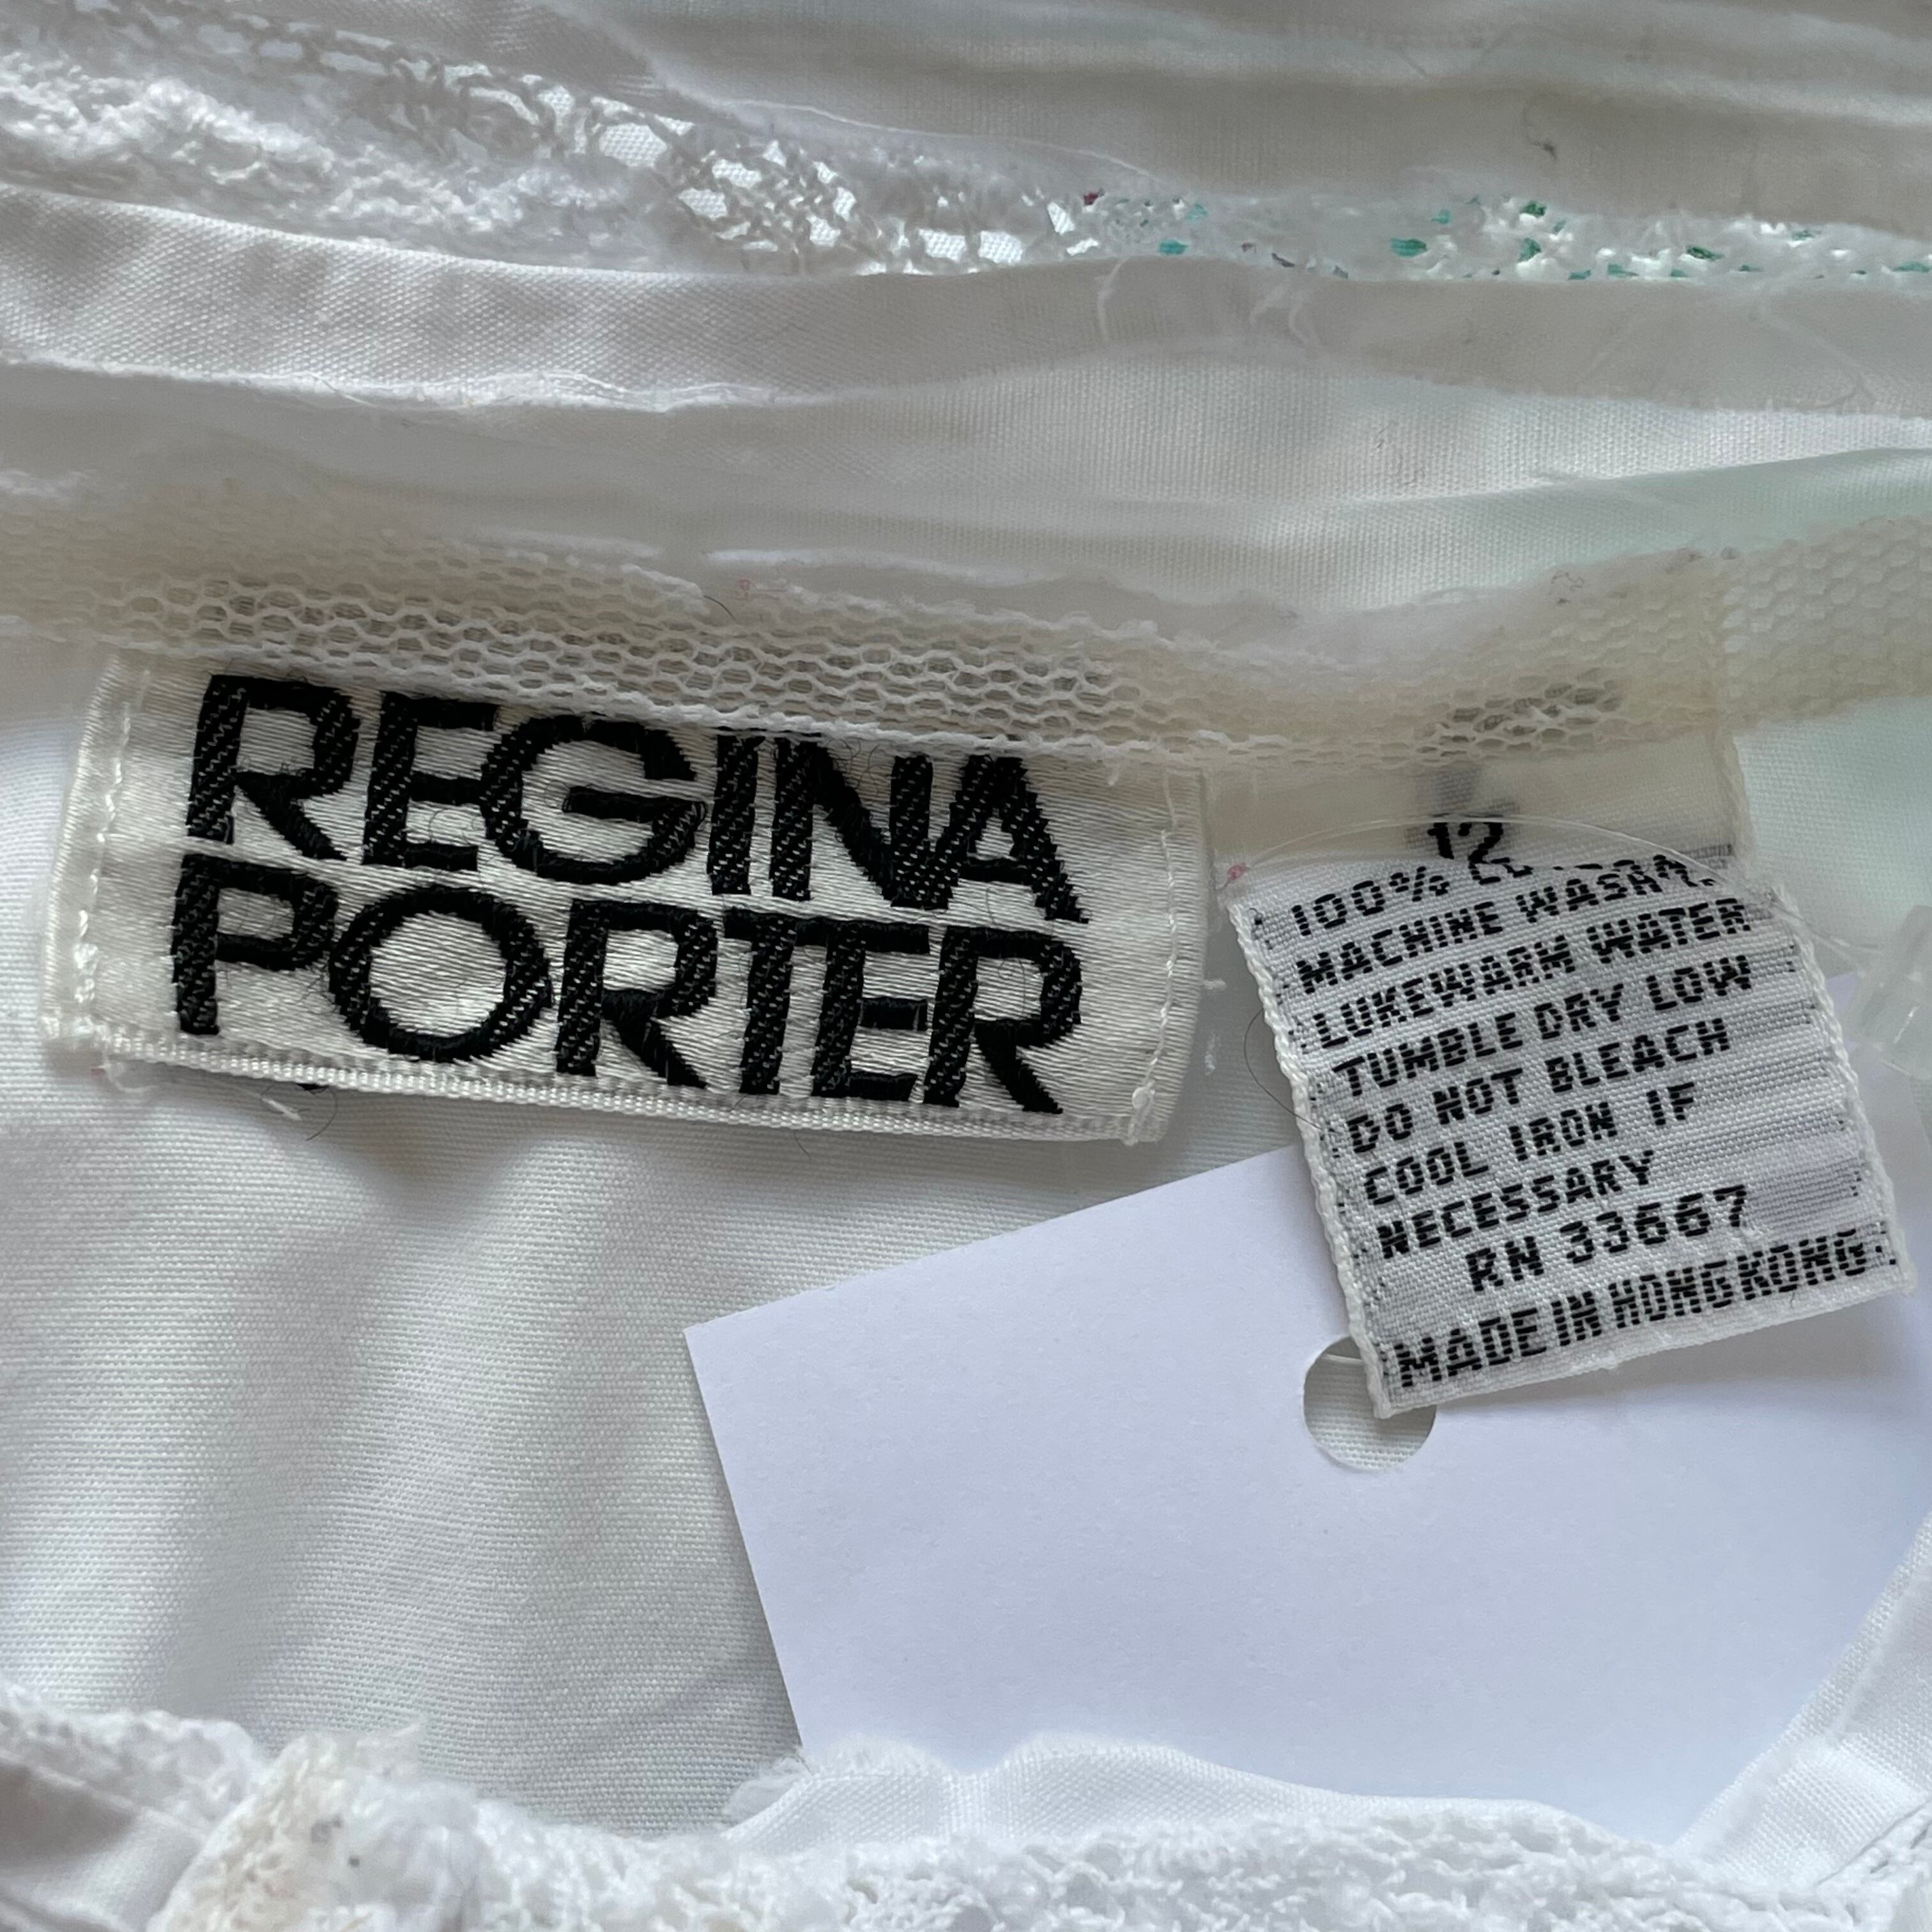 REGINA
PORTER
12
100%
MACHINE WASH
LUKEWARM WATER
TUMBLE DRY LOW
DO NOT BLEACH
COOL IRON IF
NECESSARY
RN 33667
MADE IN HONG KONG